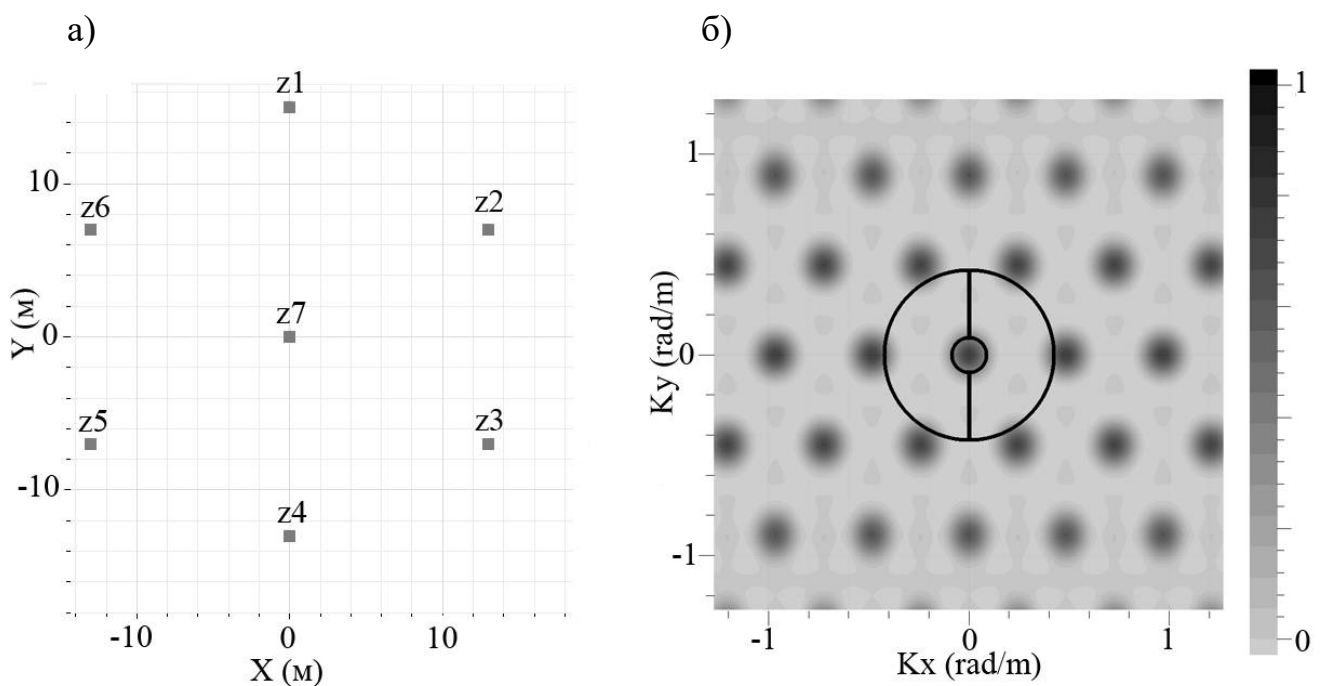 а)
z1
10
z6
z2
z7
0
Y (м)
z5
z3
-10
z4
-10
0
10
X (м)
б)
1
0
-1
Ky (rad/m)
-1
0
1
Kx (rad/m)
1
0